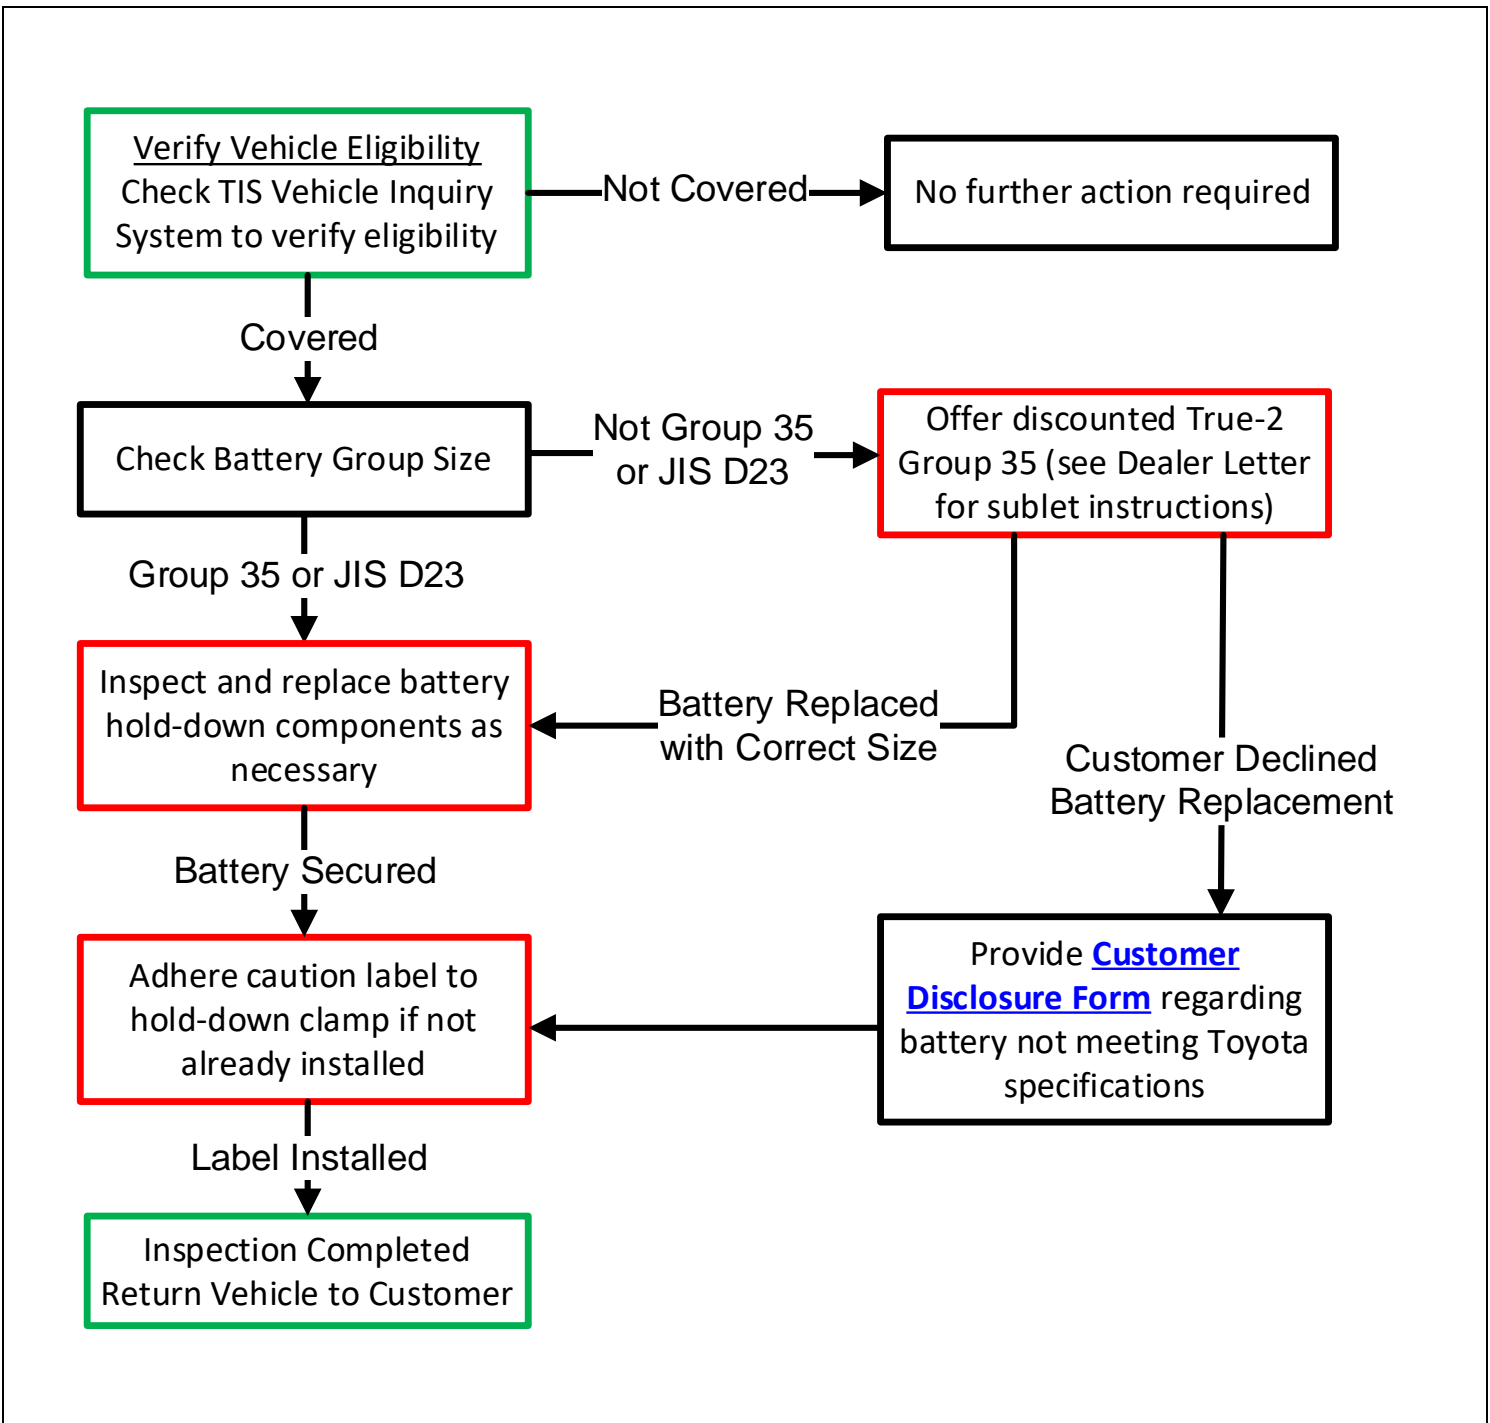 Verify Vehicle Eligibility
Check TIS Vehicle Inquiry
System to verify eligibility
Not Covered
No further action required
Covered
Check Battery Group Size
Not Group 35
or JIS D23
Offer discounted True-2
Group 35 (see Dealer Letter
for sublet instructions)
Group 35 or JIS D23
Inspect and replace battery
hold-down components as
necessary
Battery Replaced
with Correct Size
Customer Declined
Battery Replacement
Battery Secured
Adhere caution label to
hold-down clamp if not
already installed
Provide Customer
Disclosure Form regarding
battery not meeting Toyota
specifications
Label Installed
Inspection Completed
Return Vehicle to Customer